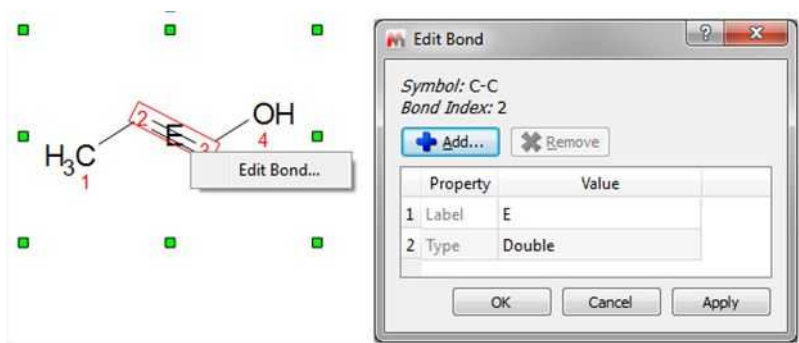 2
E
3
OH
4
H3C
1
Edit Bond...
Edit Bond
?
X
Symbol: C-C
Bond Index: 2
Add...
Remove
Property Value
1 Label E
2 Type Double
OK Cancel Apply